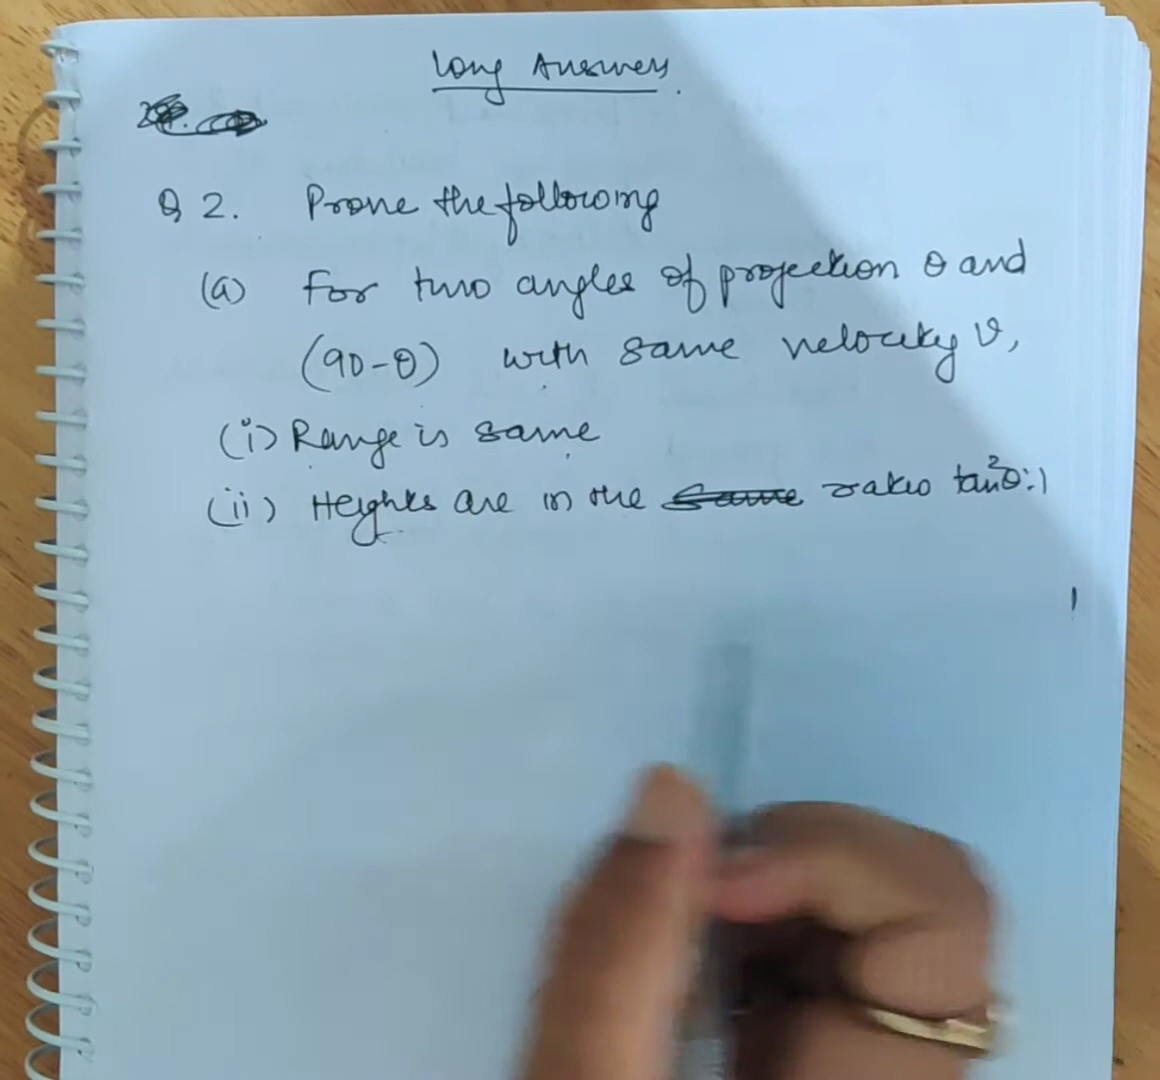 Long Answers.
Q 2. Prove the following
(a) For two angles of projection θ and
(90-θ) with same velocity v,
(i) Range is same
(ii) Heights are in the same ratio tan²θ:1